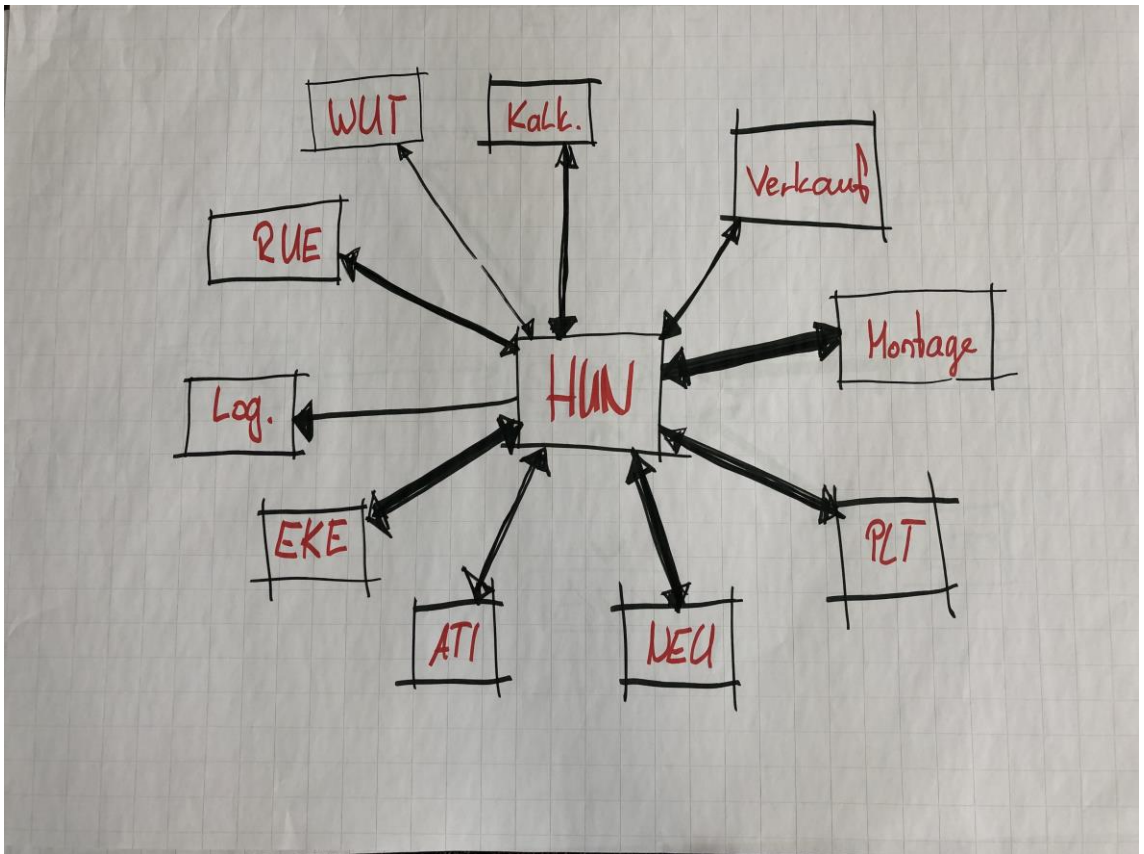 WUT
Kalk.
Verkauf
RUE
Montage
HUN
Log.
EKE
PLT
ATI
NEU